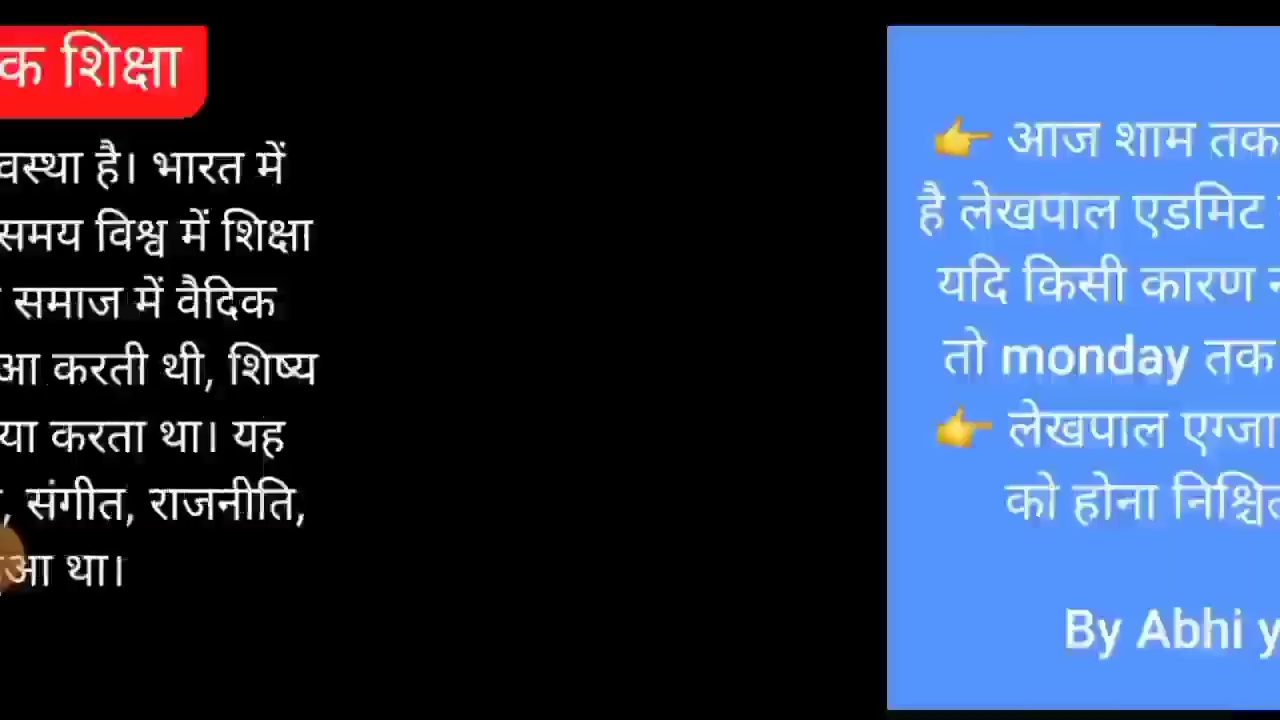 क शिक्षा
वस्था है। भारत में
समय विश्व में शिक्षा
समाज में वैदिक
आ करती थी, शिष्य
या करता था। यह
, संगीत, राजनीति,
आ था।
👉 आज शाम तक
है लेखपाल एडमिट
यदि किसी कारण
तो monday तक
👉 लेखपाल एग्जा
को होना निश्चि
By Abhi y